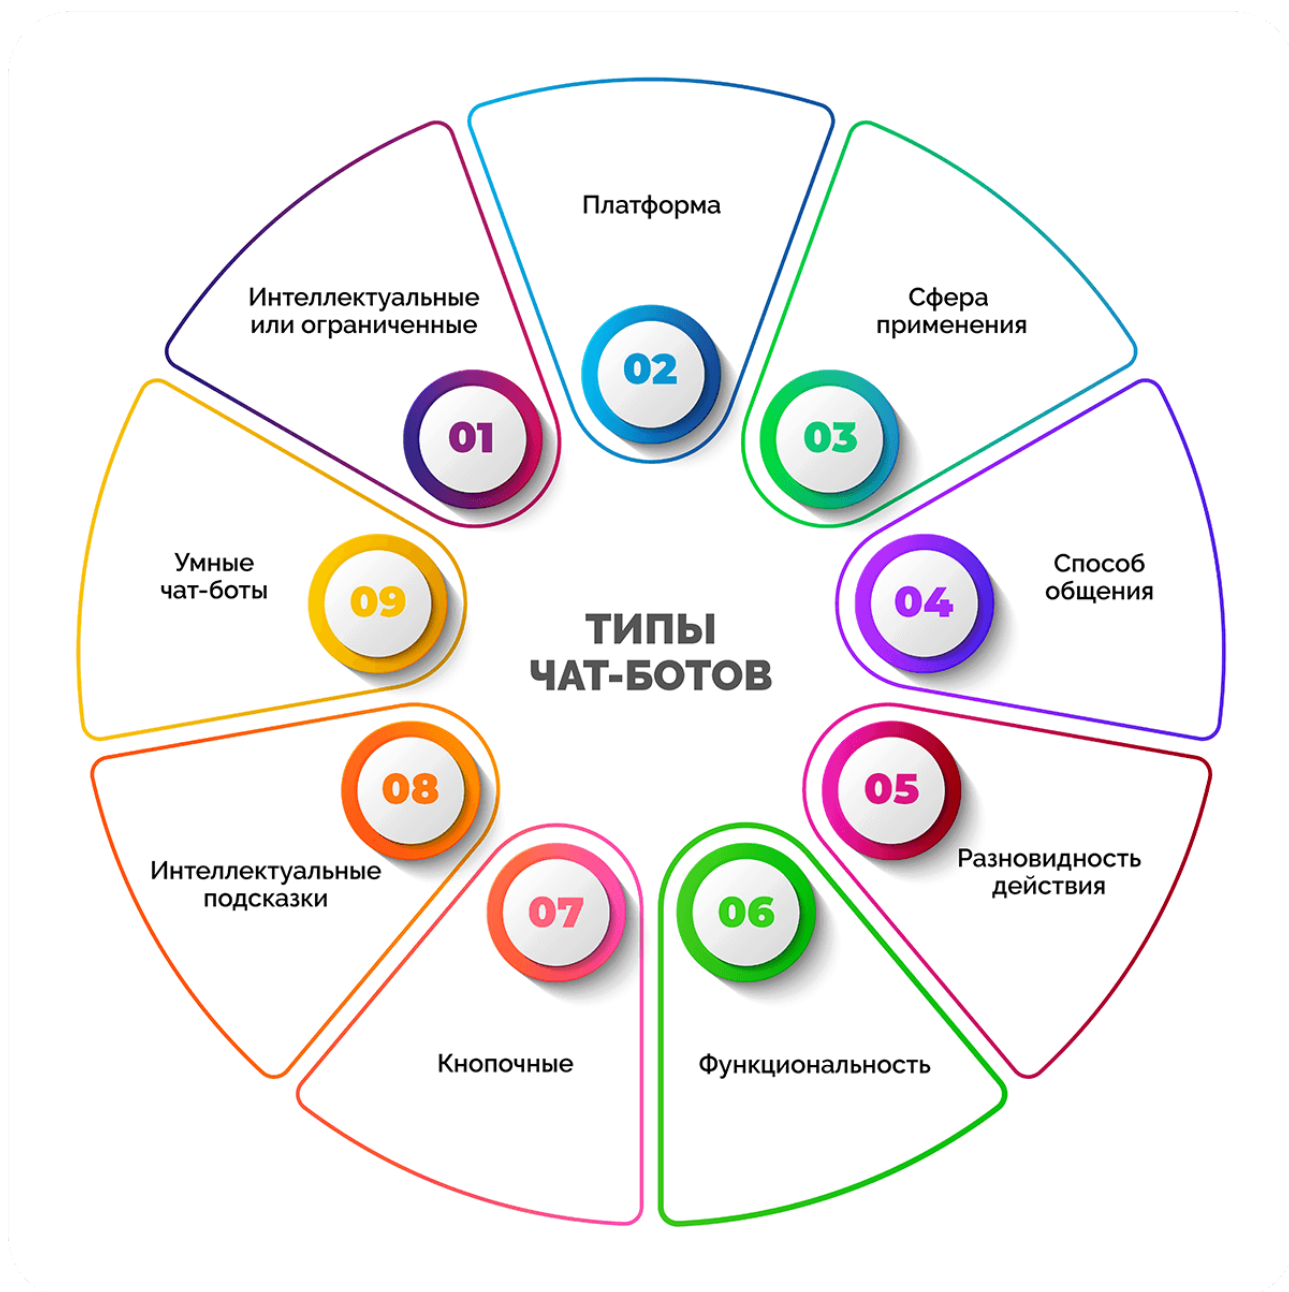 ТИПЫ
ЧАТ-БОТОВ
01
Интеллектуальные
или ограниченные
02
Платформа
03
Сфера
применения
04
Способ
общения
05
Разновидность
действия
06
Функциональность
07
Кнопочные
08
Интеллектуальные
подсказки
09
Умные
чат-боты